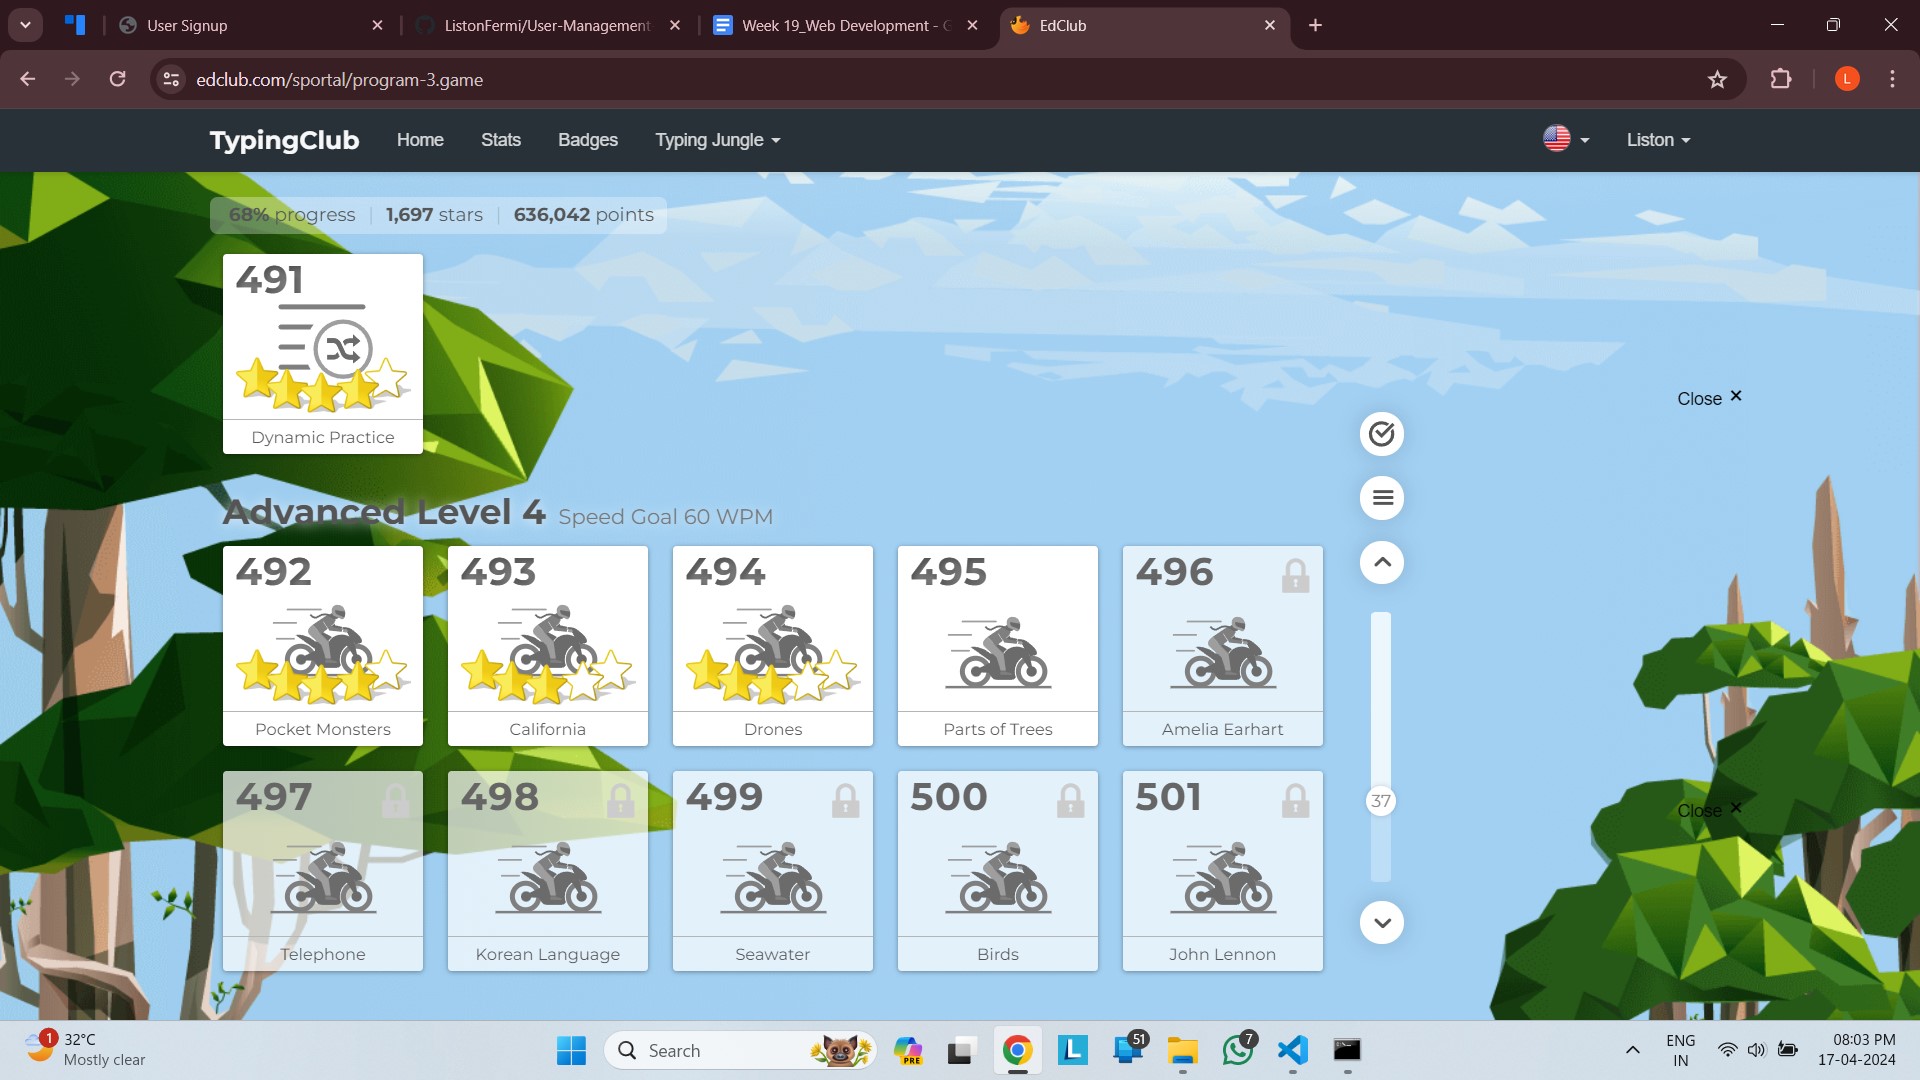 User Signup
ListonFermi/User-Management
Week 19_Web Development - G
EdClub
edclub.com/sportal/program-3.game
L
TypingClub Home Stats Badges Typing Jungle
Liston
68% progress 1,697 stars 636,042 points
491
Dynamic Practice
Close ×
Advanced Level 4 Speed Goal 60 WPM
492 493 494 495 496
Pocket Monsters California Drones Parts of Trees Amelia Earhart
497 498 499 500 501
37
Close ×
Telephone Korean Language Seawater Birds John Lennon
1
32°C
Mostly clear
Search
PRE
L
51
7
ENG
IN
08:03 PM
17-04-2024